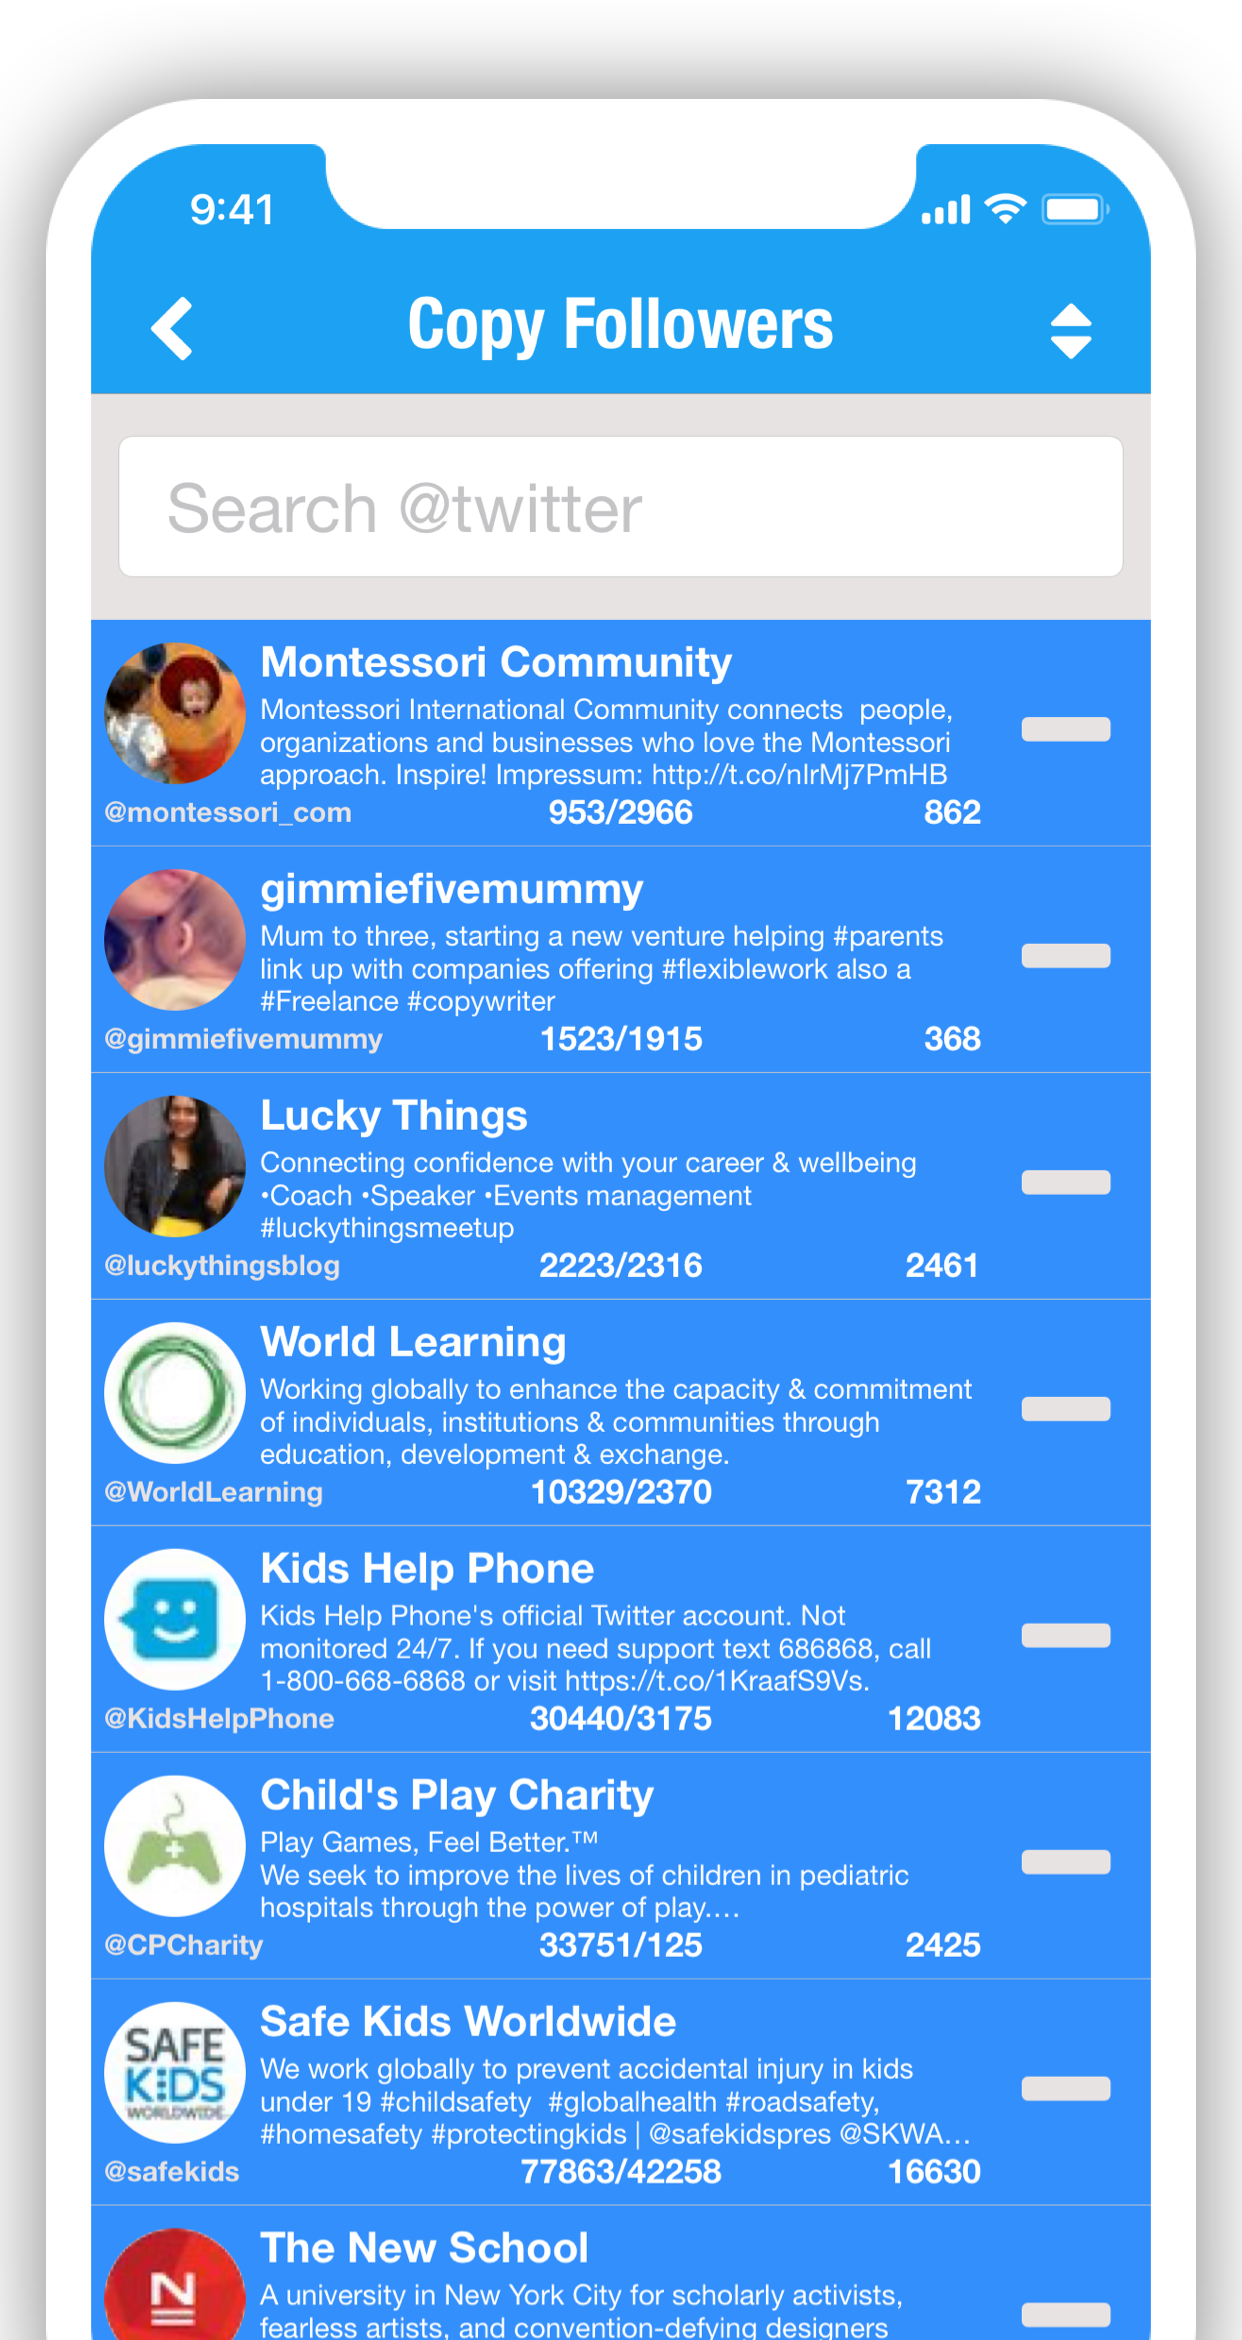 9:41
Copy Followers
Search @twitter
Montessori Community
Montessori International Community connects  people,
organizations and businesses who love the Montessori
approach. Inspire! Impressum: http://t.co/nlrMj7PmHB
@montessori_com 953/2966 862
gimmiefivemummy
Mum to three, starting a new venture helping #parents
link up with companies offering #flexiblework also a
#Freelance #copywriter
@gimmiefivemummy 1523/1915 368
Lucky Things
Connecting confidence with your career & wellbeing
•Coach •Speaker •Events management
#luckythingsmeetup
@luckythingsblog 2223/2316 2461
World Learning
Working globally to enhance the capacity & commitment
of individuals, institutions & communities through
education, development & exchange.
@WorldLearning 10329/2370 7312
Kids Help Phone
Kids Help Phone's official Twitter account. Not
monitored 24/7. If you need support text 686868, call
1-800-668-6868 or visit https://t.co/1KraafS9Vs.
@KidsHelpPhone 30440/3175 12083
Child's Play Charity
Play Games, Feel Better.™
We seek to improve the lives of children in pediatric
hospitals through the power of play....
@CPCharity 33751/125 2425
SAFE
KIDS
WORLDWIDE
Safe Kids Worldwide
We work globally to prevent accidental injury in kids
under 19 #childsafety  #globalhealth #roadsafety,
#homesafety #protectingkids | @safekidspres @SKWA...
@safekids 77863/42258 16630
N
The New School
A university in New York City for scholarly activists,
fearless artists, and convention-defying designers